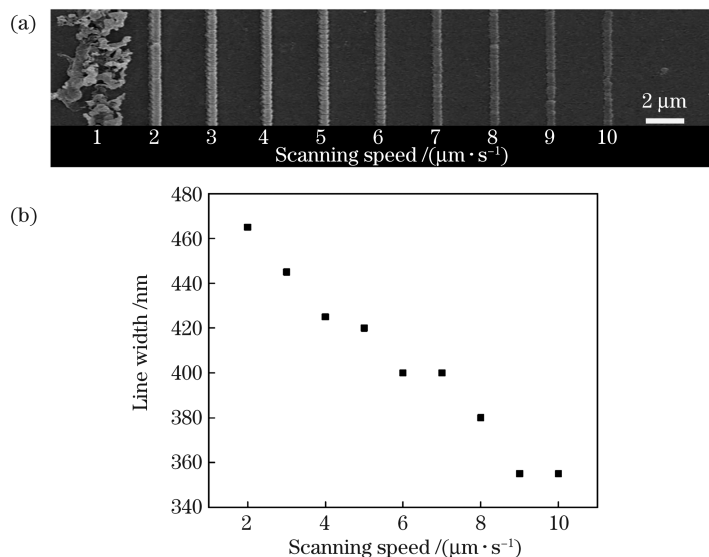 (a)
2 μm
1 2 3 4 5 6 7 8 9 10
Scanning speed /(μm · s⁻¹)
(b)
480
460
440
420
400
380
360
340
Line width /nm
2 4 6 8 10
Scanning speed /(μm · s⁻¹)